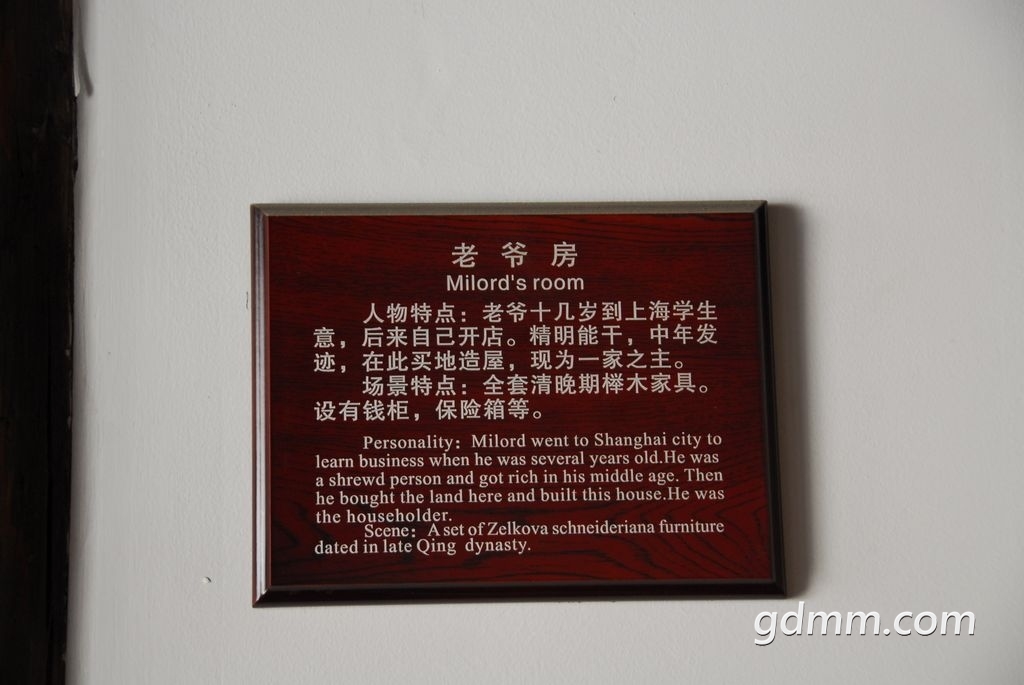 老爷房
Milord's room
人物特点：老爷十几岁到上海学生
意，后来自己开店。精明能干，中年发
迹，在此买地造屋，现为一家之主。
场景特点：全套清晚期榉木家具。
设有钱柜，保险箱等。
Personality: Milord went to Shanghai city to
learn business when he was several years old.He was
a shrewd person and got rich in his middle age. Then
he bought the land here and built this house.He was
the householder.
Scene: A set of Zelkova schneideriana furniture
dated in late Qing dynasty.
gdmm.com